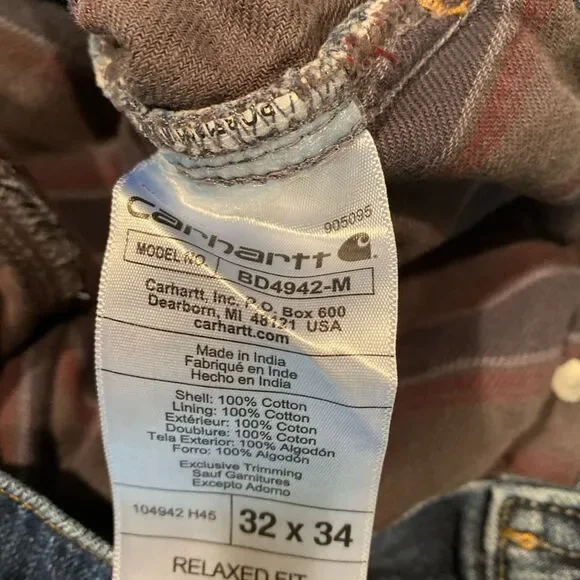 905095
carhartt
MODEL NO. BD4942-M
Carhartt, Inc. P.O. Box 600
Dearborn, MI 48121 USA
carhartt.com
Made in India
Fabriqué en Inde
Hecho en India
Shell: 100% Cotton
Lining: 100% Cotton
Extérieur: 100% Coton
Doublure: 100% Coton
Tela Exterior: 100% Algodón
Forro: 100% Algodón
Exclusive Trimming
Sauf Garnitures
Excepto Adorno
104942 H45 32 x 34
RELAXED FIT